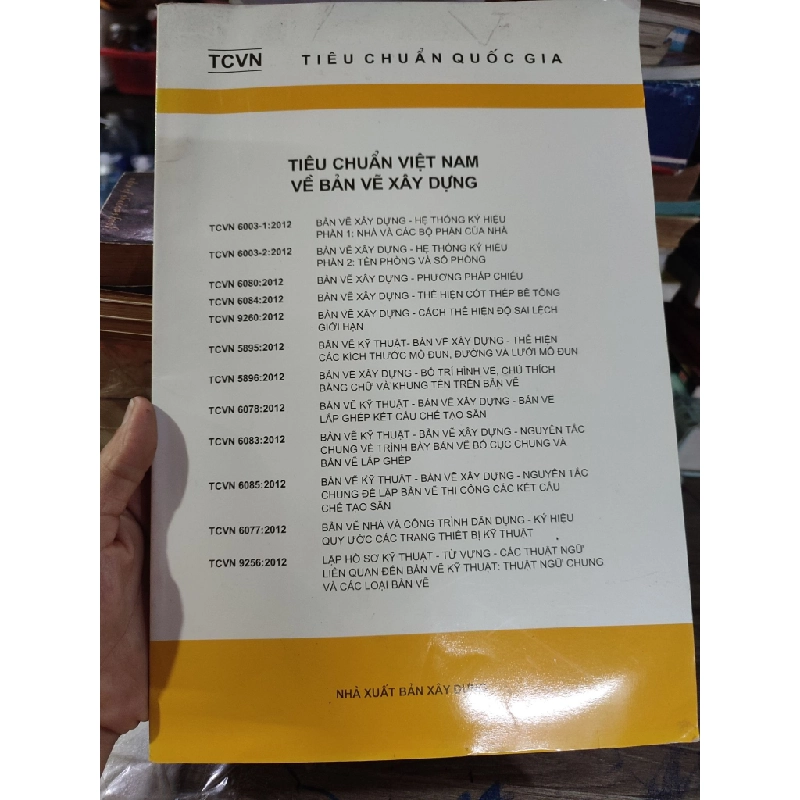 TCVN TIÊU CHUẨN QUỐC GIA
TIÊU CHUẨN VIỆT NAM
VỀ BẢN VẼ XÂY DỰNG
TCVN 6003-1:2012 BẢN VẼ XÂY DỰNG - HỆ THỐNG KÝ HIỆU
PHẦN 1: NHÀ VÀ CÁC BỘ PHẬN CỦA NHÀ
TCVN 6003-2:2012 BẢN VẼ XÂY DỰNG - HỆ THỐNG KÝ HIỆU
PHẦN 2: TÊN PHÒNG VÀ SỐ PHÒNG
TCVN 6080:2012 BẢN VẼ XÂY DỰNG - PHƯƠNG PHÁP CHIẾU
TCVN 6084:2012 BẢN VẼ XÂY DỰNG - THỂ HIỆN CỐT THÉP BÊ TÔNG
TCVN 9260:2012 BẢN VẼ XÂY DỰNG - CÁCH THỂ HIỆN ĐỘ SAI LỆCH
GIỚI HẠN
TCVN 5895:2012 BẢN VẼ KỸ THUẬT- BẢN VẼ XÂY DỰNG - THỂ HIỆN
CÁC KÍCH THƯỚC MÔ ĐUN, ĐƯỜNG VÀ LƯỚI MÔ ĐUN
TCVN 5896:2012 BẢN VẼ XÂY DỰNG - BỐ TRÍ HÌNH VẼ, CHÚ THÍCH
BẰNG CHỮ VÀ KHUNG TÊN TRÊN BẢN VẼ
TCVN 6078:2012 BẢN VẼ KỸ THUẬT - BẢN VẼ XÂY DỰNG - BẢN VẼ
LẮP GHÉP KẾT CẤU CHẾ TẠO SẴN
TCVN 6083:2012 BẢN VẼ KỸ THUẬT - BẢN VẼ XÂY DỰNG - NGUYÊN TẮC
CHUNG VỀ TRÌNH BÀY BẢN VẼ BỐ CỤC CHUNG VÀ
BẢN VẼ LẮP GHÉP
TCVN 6085:2012 BẢN VẼ KỸ THUẬT - BẢN VẼ XÂY DỰNG - NGUYÊN TẮC
CHUNG ĐỂ LẬP BẢN VẼ THI CÔNG CÁC KẾT CẤU
CHẾ TẠO SẴN
TCVN 6077:2012 BẢN VẼ NHÀ VÀ CÔNG TRÌNH DÂN DỤNG - KÝ HIỆU
QUY ƯỚC CÁC TRANG THIẾT BỊ KỸ THUẬT
TCVN 9256:2012 LẬP HỒ SƠ KỸ THUẬT - TỪ VỰNG - CÁC THUẬT NGỮ
LIÊN QUAN ĐẾN BẢN VẼ KỸ THUẬT: THUẬT NGỮ CHUNG
VÀ CÁC LOẠI BẢN VẼ
NHÀ XUẤT BẢN XÂY DỰNG